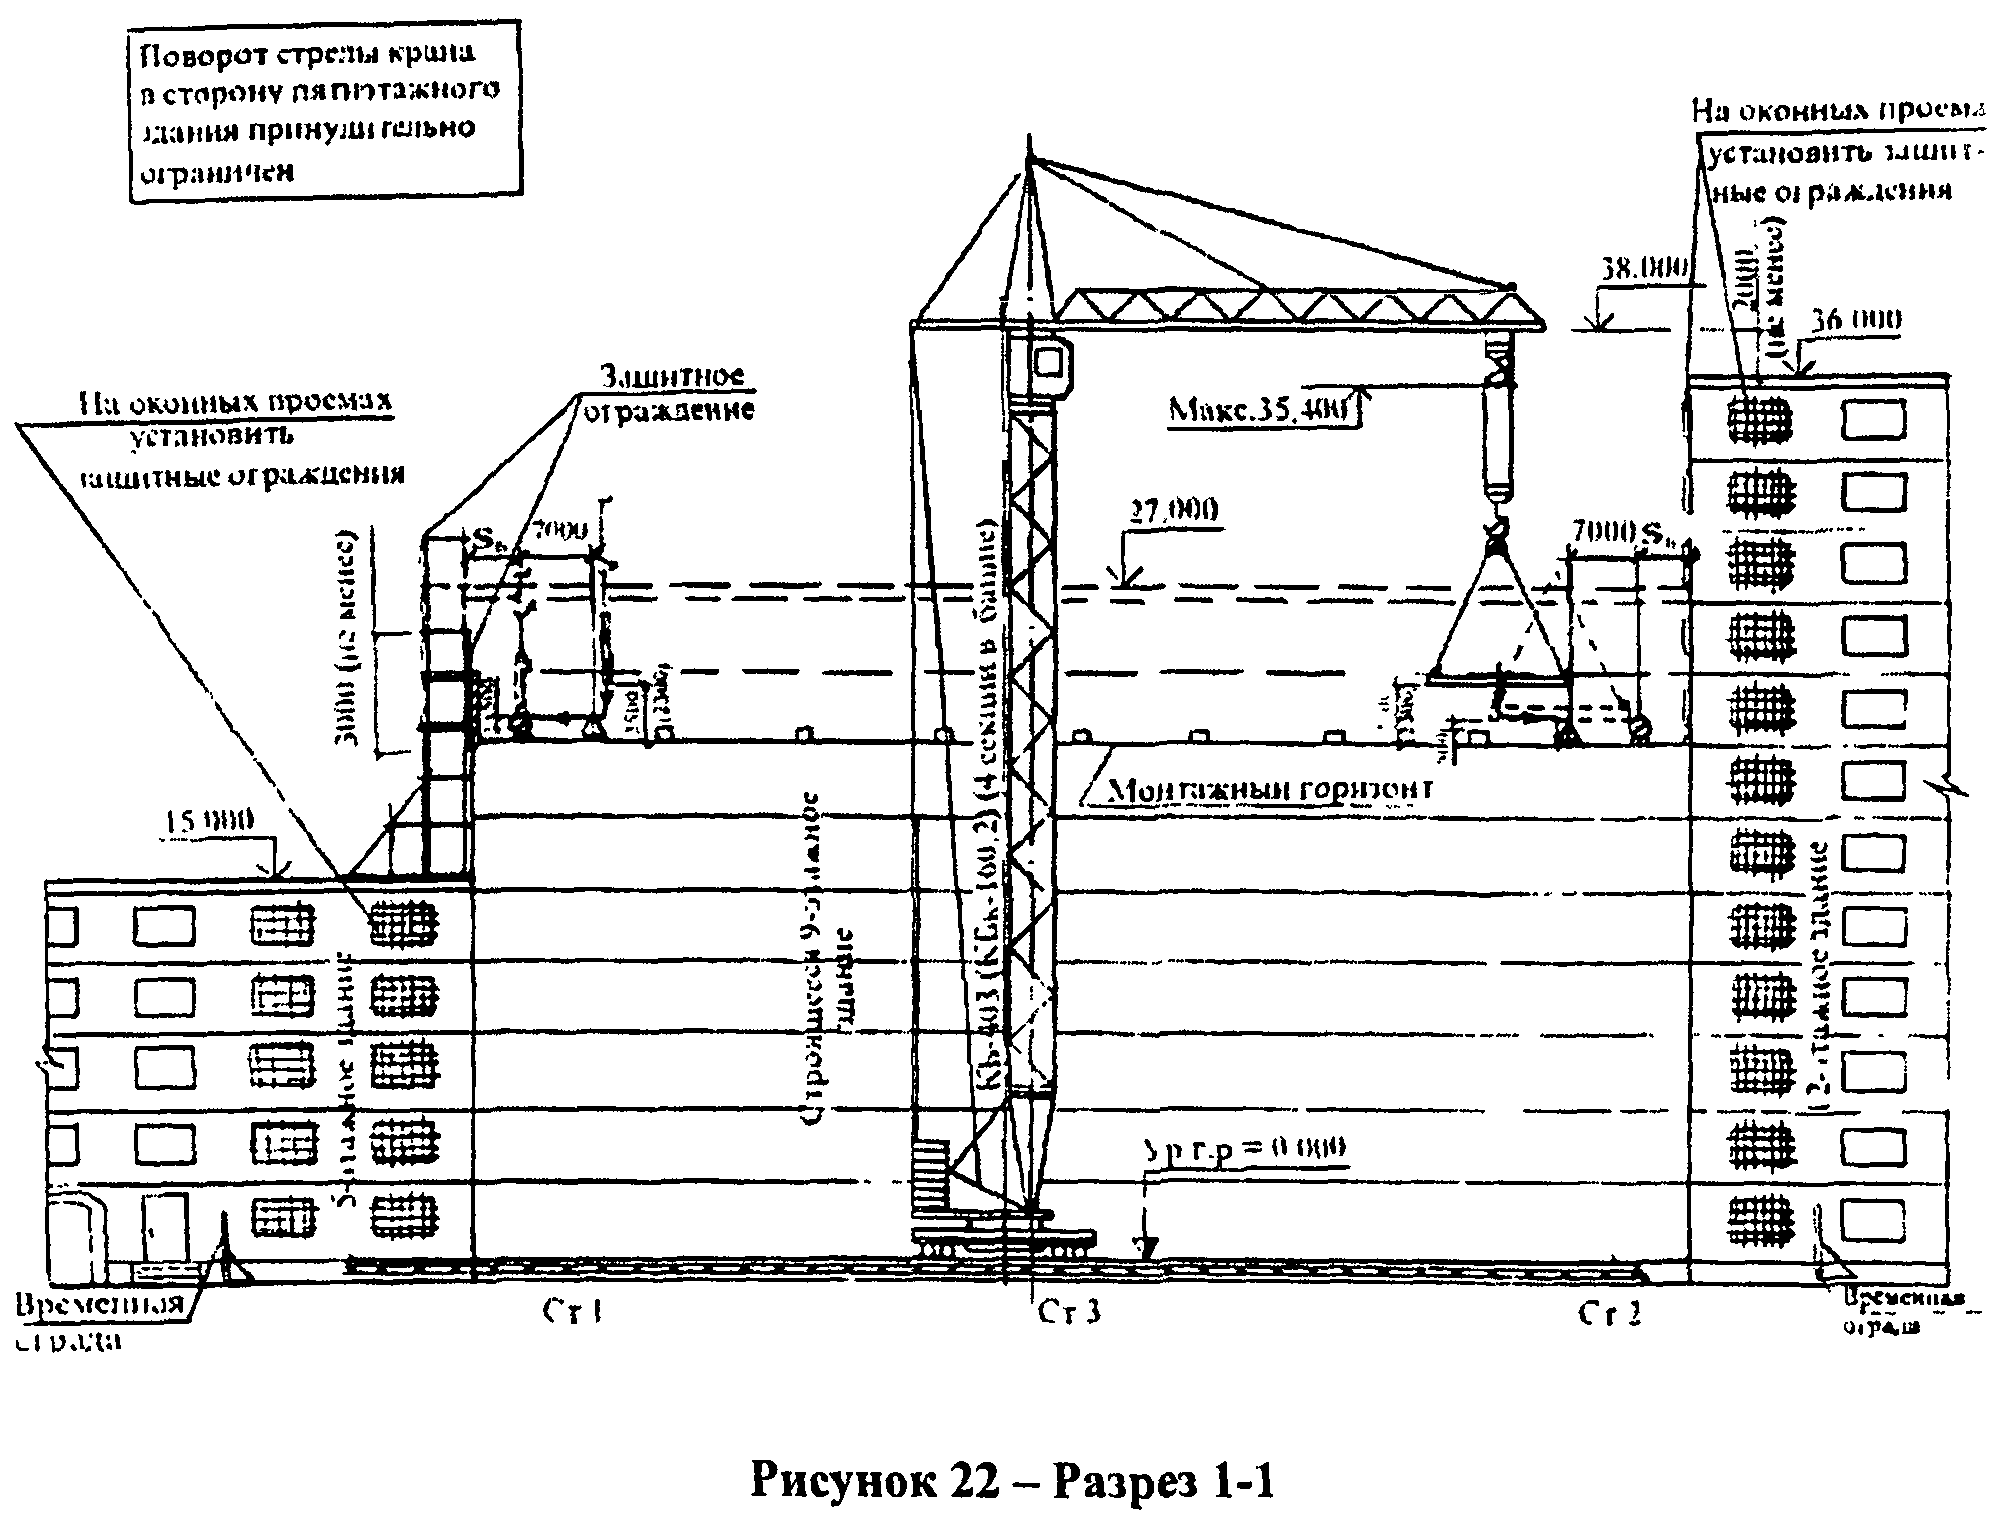 Поворот стрелы крана
в сторону пятиэтажного
здания принудительно
ограничен
На оконных проема
установить защит-
ные ограждения
2000
(не менее)
38.000
36 000
Защитное
ограждение
На оконных проемах
установить
защитные ограждения
Макс.35,400
27,000
3000 (не менее)
Sн
7000
7000
Sн
500
Монтажный горизонт
15 000
5-этажное здание
Строящееся 9-этажное
здание
КБ-403 (КБк-160,2) (4 секции в башне)
12-этажное здание
Ур г.р = 0 000
Временная
ограда
Ст 1
Ст 3
Ст 2
Временная
ограда
Рисунок 22 – Разрез 1-1